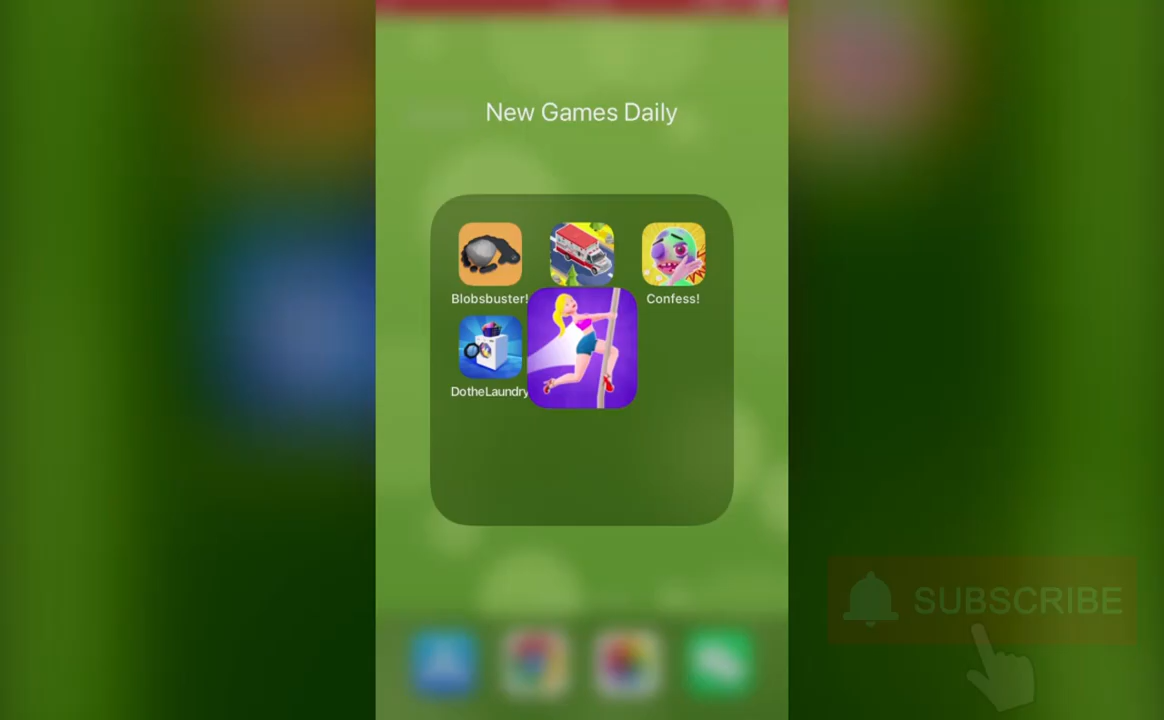 New Games Daily
Blobsbuster!
Confess!
DotheLaundry
SUBSCRIBE